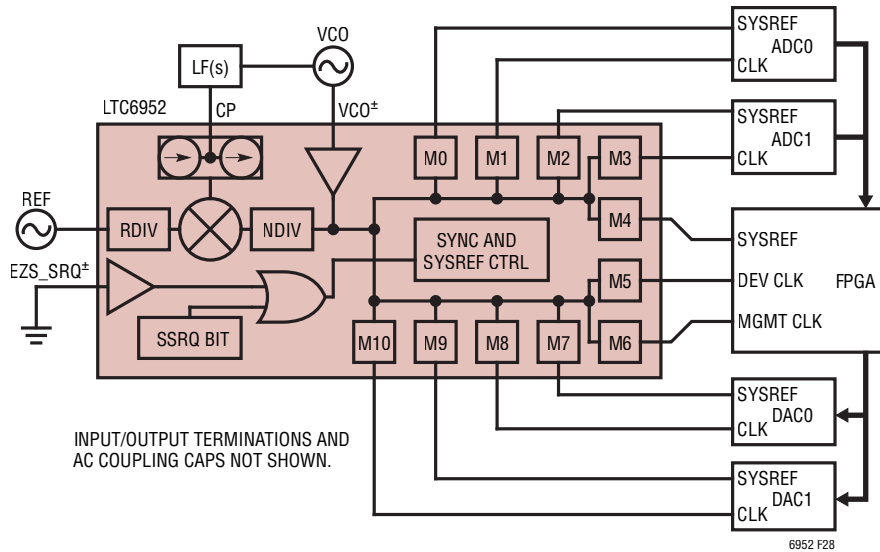 VCO
LF(s)
LTC6952
CP
VCO±
SYSREF
ADC0
CLK
SYSREF
ADC1
CLK
M0
M1
M2
M3
M4
REF
RDIV
NDIV
SYNC AND
SYSREF CTRL
EZS_SRQ±
SSRQ BIT
M5
M6
M10
M9
M8
M7
SYSREF
DEV CLK
FPGA
MGMT CLK
SYSREF
DAC0
CLK
SYSREF
DAC1
CLK
INPUT/OUTPUT TERMINATIONS AND
AC COUPLING CAPS NOT SHOWN.
6952 F28